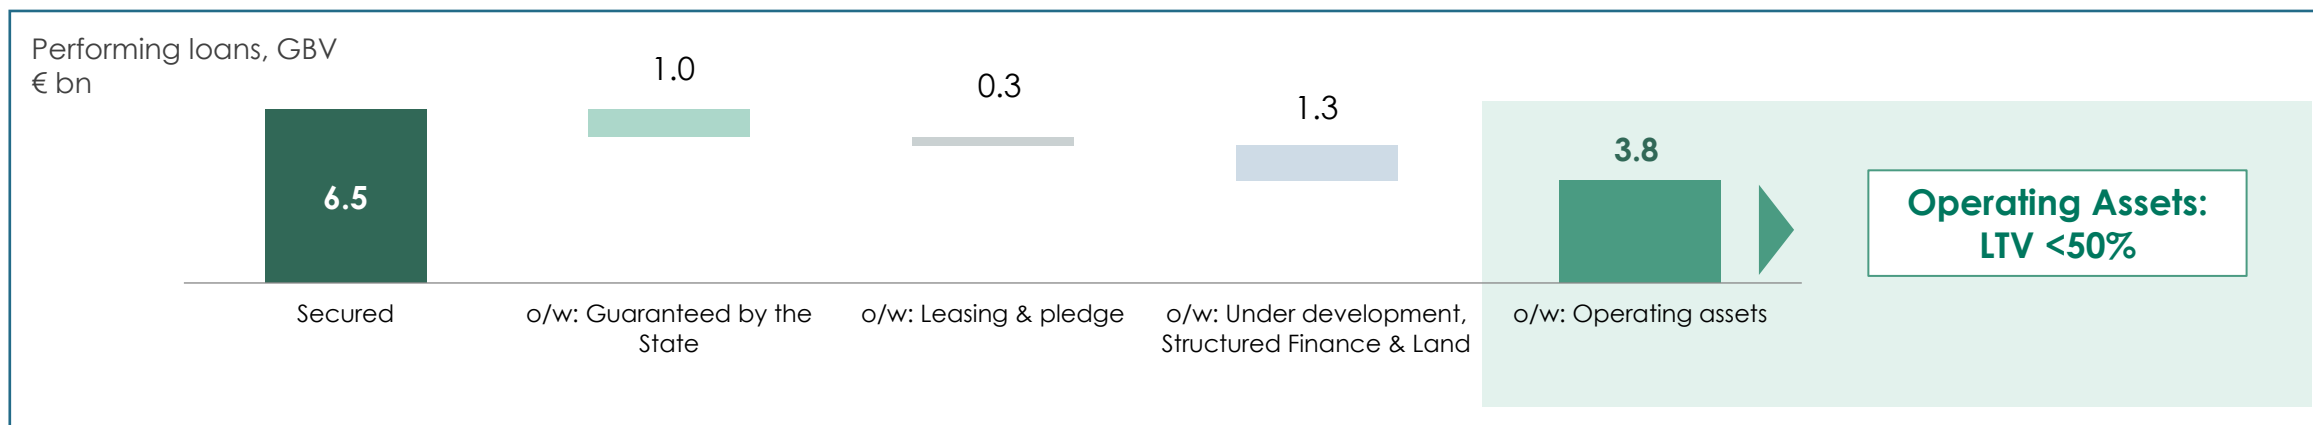 Performing loans, GBV
€ bn
6.5
1.0
0.3
1.3
3.8
Operating Assets:
LTV <50%
Secured
o/w: Guaranteed by the
State
o/w: Leasing & pledge
o/w: Under development,
Structured Finance & Land
o/w: Operating assets